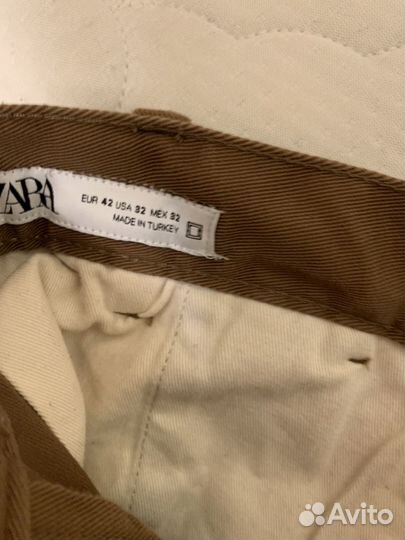 ZARA
EUR 42 USA 32 MEX 32
MADE IN TURKEY
Avito